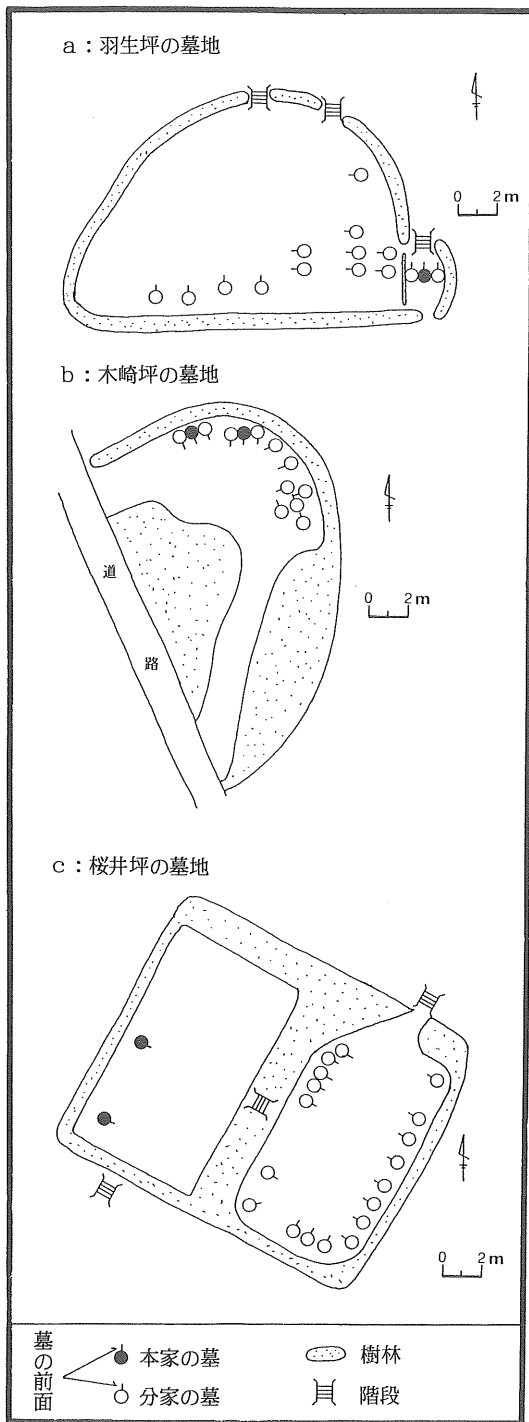 a：羽生坪の墓地
0 2m
b：木崎坪の墓地
0 2m
道路
c：桜井坪の墓地
0 2m
墓の前面
本家の墓
分家の墓
樹林
階段